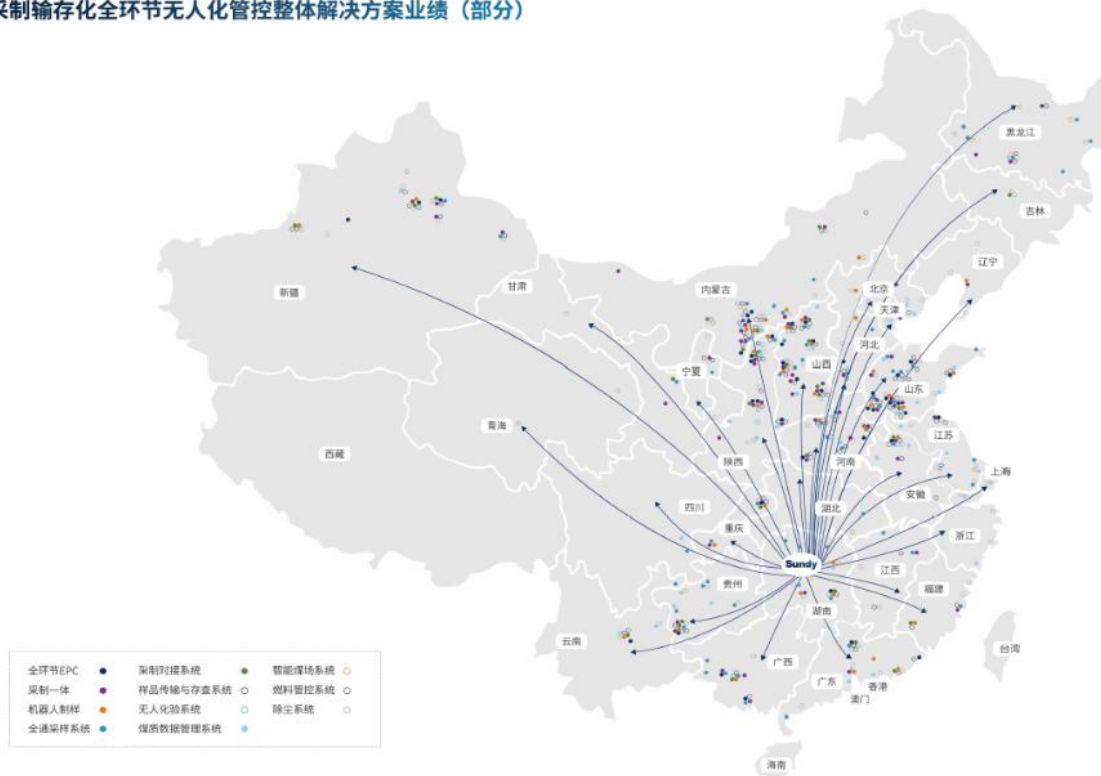 采制输存化全环节无人化管控整体解决方案业绩（部分）
黑龙江
吉林
辽宁
北京
天津
内蒙古
甘肃
新疆
河北
山西
宁夏
山东
青海
江苏
西藏
陕西
河南
上海
安徽
四川
湖北
重庆
浙江
Sundy
江西
贵州
福建
湖南
云南
台湾
广西
广东
香港
澳门
海南
全环节EPC 采制对接系统 智能煤场系统
采制一体 样品传输与存查系统 燃料管控系统
机器人制样 无人化验系统 除尘系统
全通采样系统 煤质数据管理系统